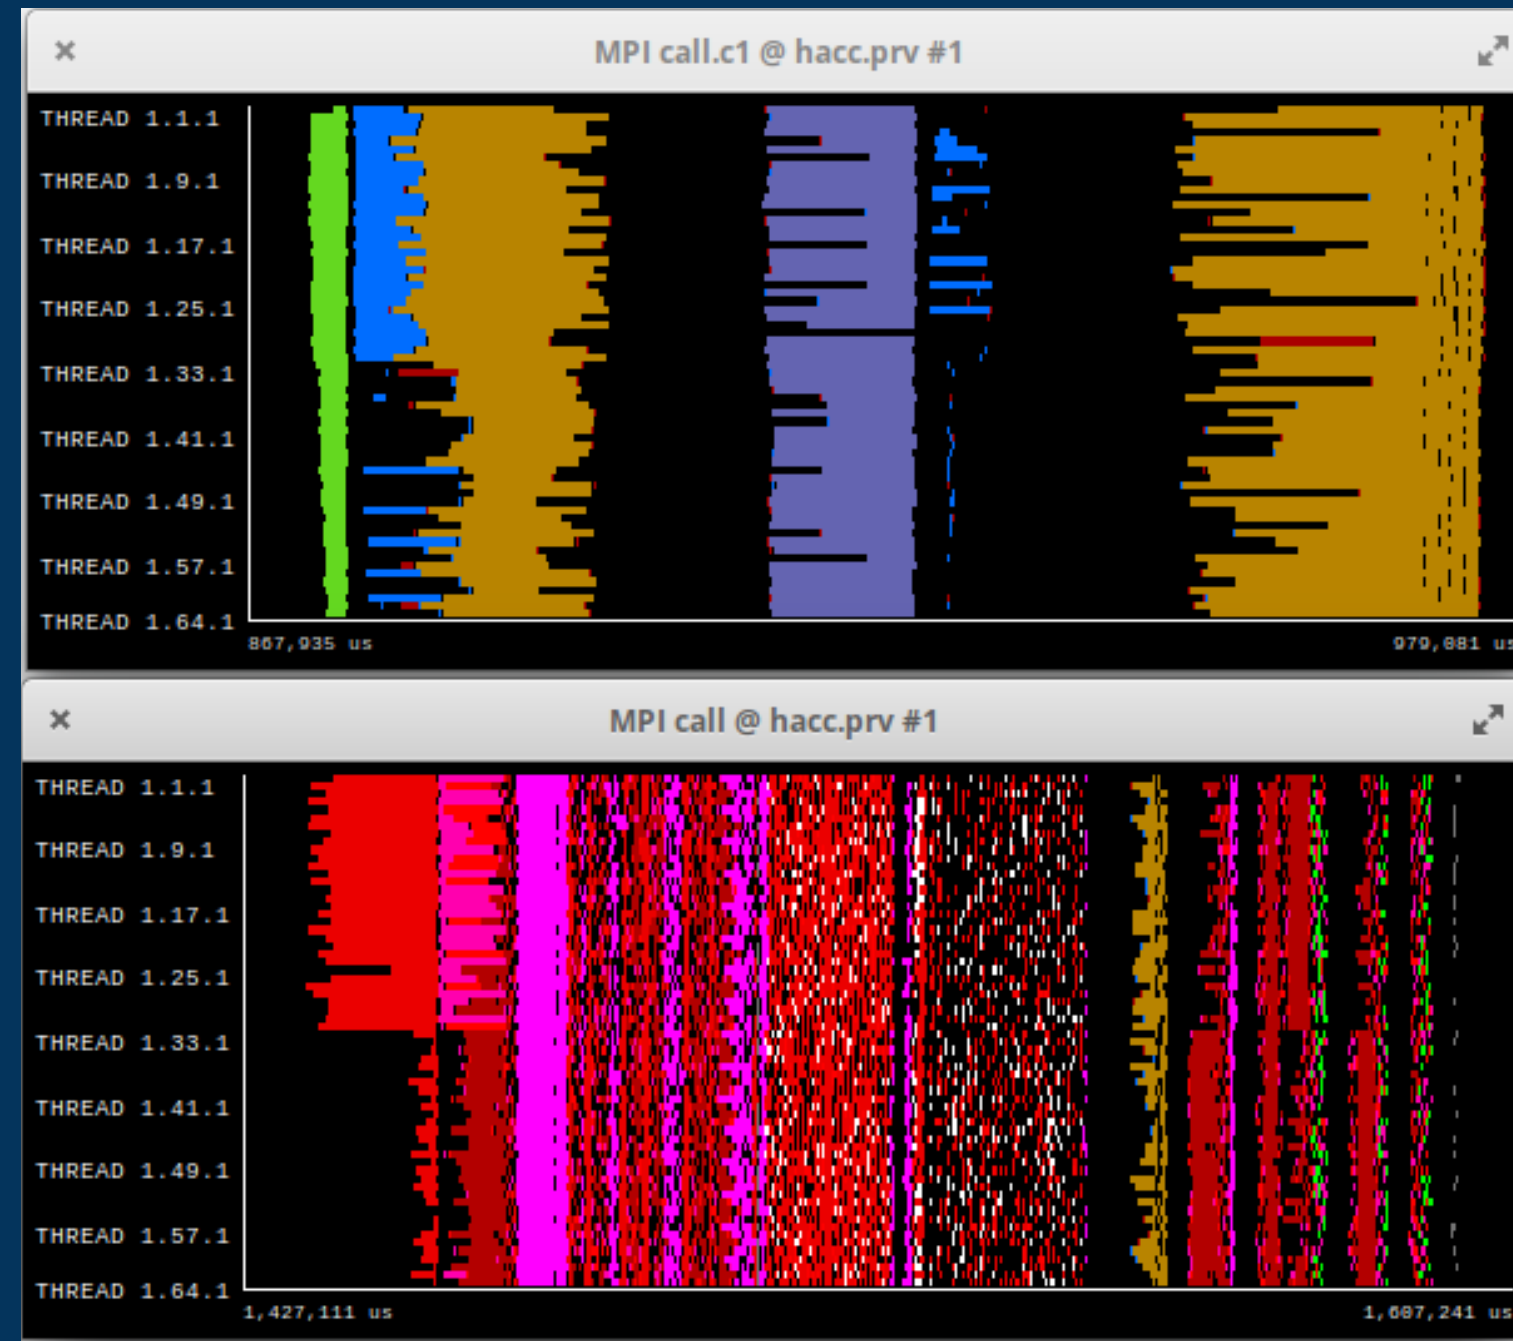 MPI call.c1 @ hacc.prv #1
THREAD 1.1.1
THREAD 1.9.1
THREAD 1.17.1
THREAD 1.25.1
THREAD 1.33.1
THREAD 1.41.1
THREAD 1.49.1
THREAD 1.57.1
THREAD 1.64.1
867,935 us
979,081 us
MPI call @ hacc.prv #1
THREAD 1.1.1
THREAD 1.9.1
THREAD 1.17.1
THREAD 1.25.1
THREAD 1.33.1
THREAD 1.41.1
THREAD 1.49.1
THREAD 1.57.1
THREAD 1.64.1
1,427,111 us
1,607,241 us